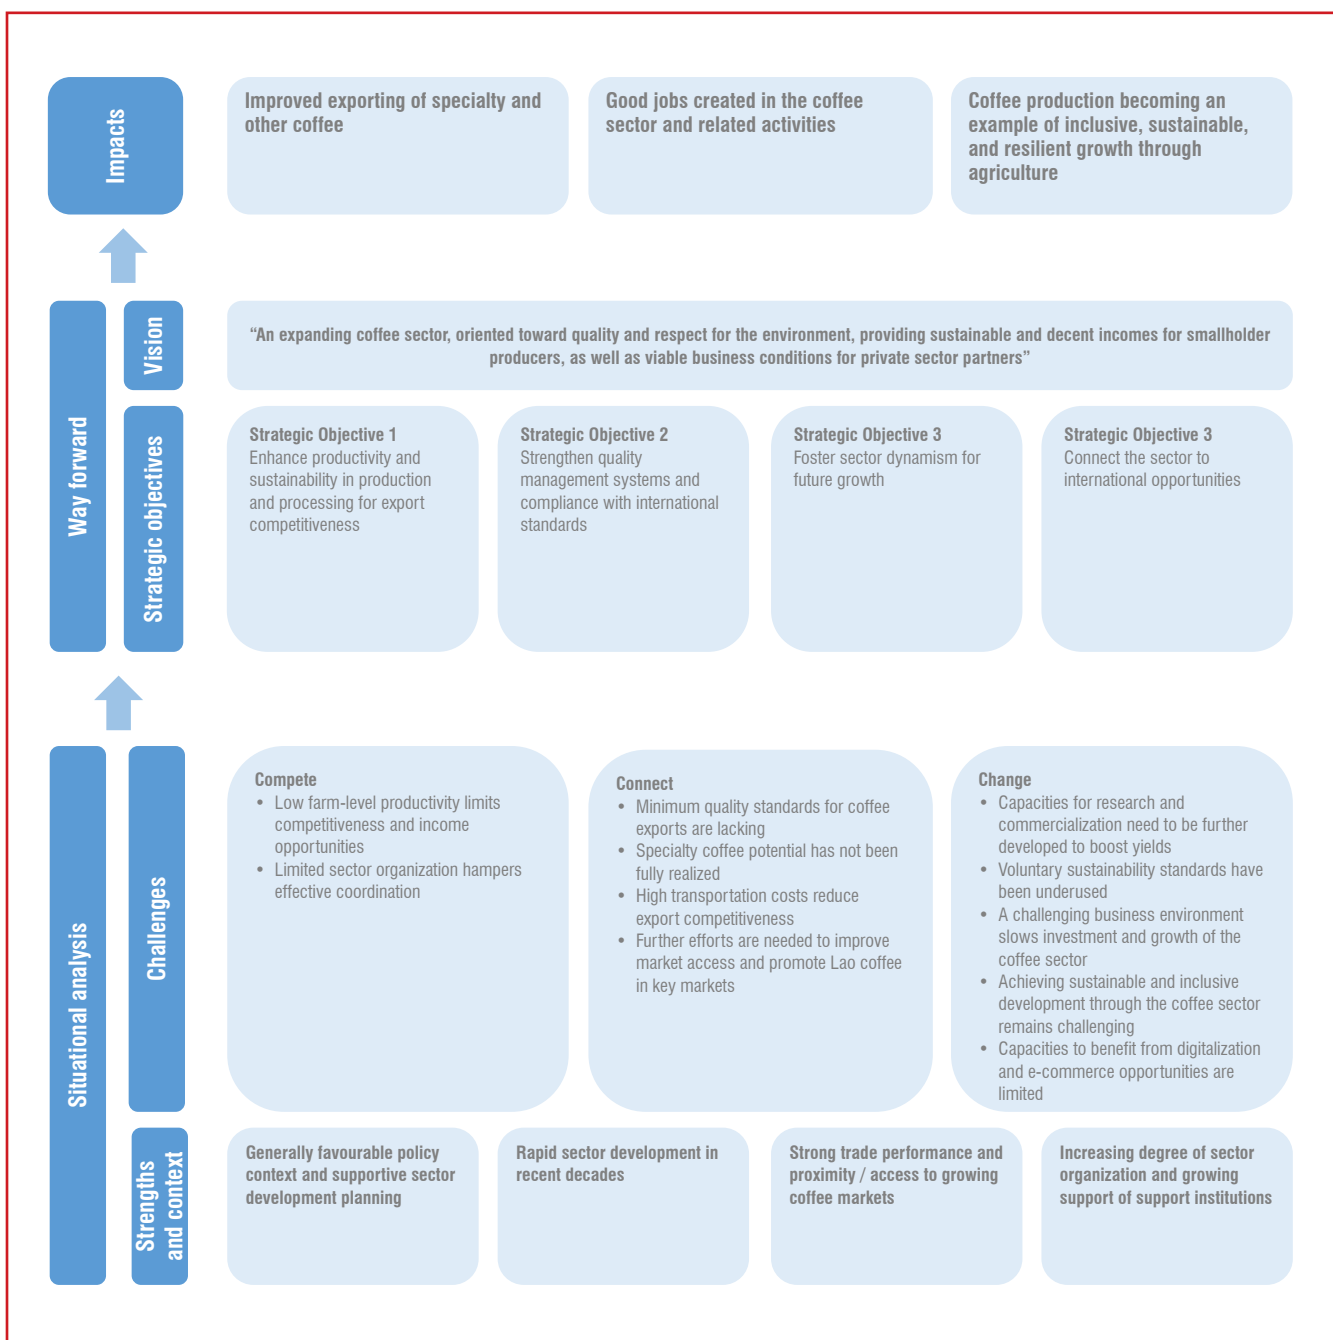 Impacts
Improved exporting of specialty and
other coffee
Good jobs created in the coffee
sector and related activities
Coffee production becoming an
example of inclusive, sustainable,
and resilient growth through
agriculture
Way forward
Vision
“An expanding coffee sector, oriented toward quality and respect for the environment, providing sustainable and decent incomes for smallholder
producers, as well as viable business conditions for private sector partners”
Strategic objectives
Strategic Objective 1
Enhance productivity and
sustainability in production
and processing for export
competitiveness
Strategic Objective 2
Strengthen quality
management systems and
compliance with international
standards
Strategic Objective 3
Foster sector dynamism for
future growth
Strategic Objective 3
Connect the sector to
international opportunities
Situational analysis
Challenges
Compete
• Low farm-level productivity limits
competitiveness and income
opportunities
• Limited sector organization hampers
effective coordination
Connect
• Minimum quality standards for coffee
exports are lacking
• Specialty coffee potential has not been
fully realized
• High transportation costs reduce
export competitiveness
• Further efforts are needed to improve
market access and promote Lao coffee
in key markets
Change
• Capacities for research and
commercialization need to be further
developed to boost yields
• Voluntary sustainability standards have
been underused
• A challenging business environment
slows investment and growth of the
coffee sector
• Achieving sustainable and inclusive
development through the coffee sector
remains challenging
• Capacities to benefit from digitalization
and e-commerce opportunities are
limited
Strengths
and context
Generally favourable policy
context and supportive sector
development planning
Rapid sector development in
recent decades
Strong trade performance and
proximity / access to growing
coffee markets
Increasing degree of sector
organization and growing
support of support institutions